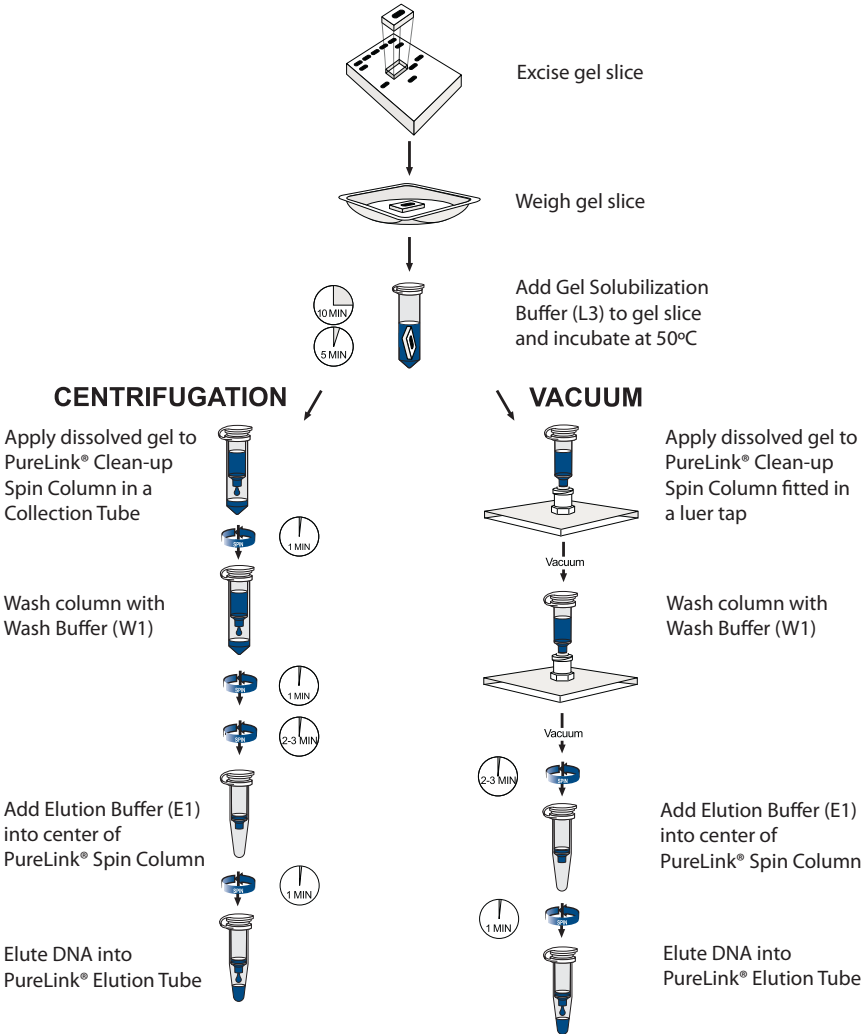 Excise gel slice
Weigh gel slice
Add Gel Solubilization
Buffer (L3) to gel slice
and incubate at 50ºC
10 MIN
5 MIN
CENTRIFUGATION
VACUUM
Apply dissolved gel to
PureLink® Clean-up
Spin Column in a
Collection Tube
SPIN
1 MIN
Wash column with
Wash Buffer (W1)
SPIN
1 MIN
SPIN
2-3 MIN
Add Elution Buffer (E1)
into center of
PureLink® Spin Column
SPIN
1 MIN
Elute DNA into
PureLink® Elution Tube
Apply dissolved gel to
PureLink® Clean-up
Spin Column fitted in
a luer tap
Vacuum
Wash column with
Wash Buffer (W1)
Vacuum
2-3 MIN
SPIN
Add Elution Buffer (E1)
into center of
PureLink® Spin Column
1 MIN
SPIN
Elute DNA into
PureLink® Elution Tube